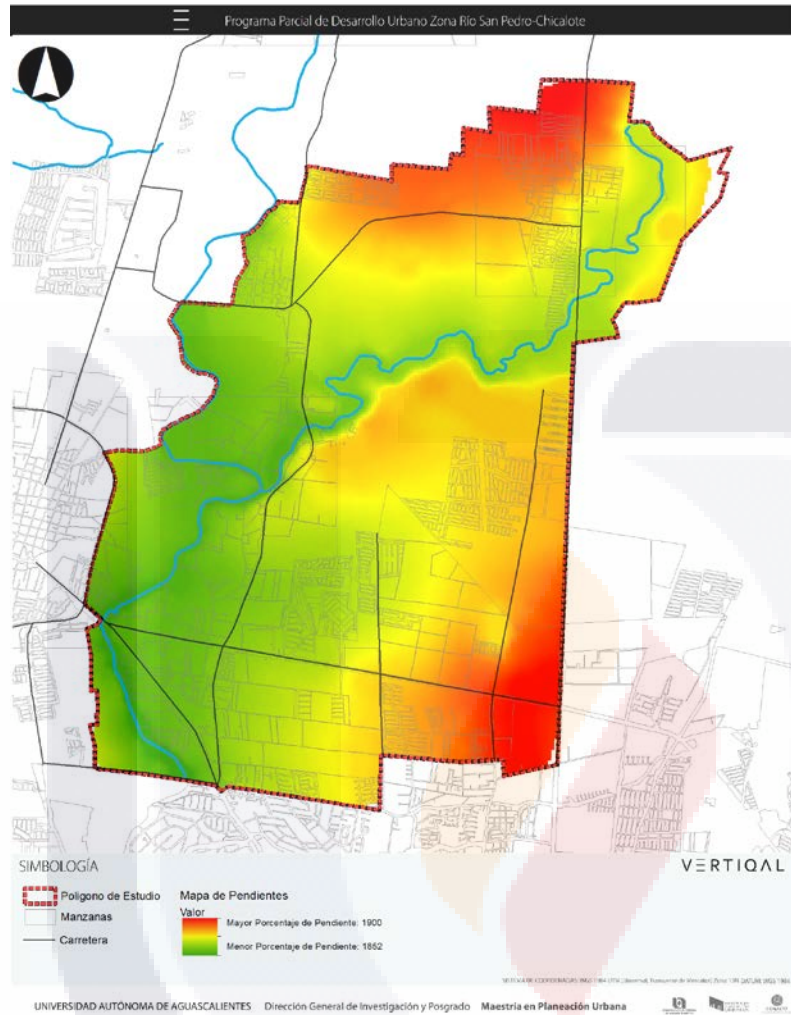 Programa Parcial de Desarrollo Urbano Zona Río San Pedro-Chicalote
SIMBOLOGÍA
VERTIQAL
Poligono de Estudio
Manzanas
Carretera
Mapa de Pendientes
Valor
Mayor Porcentaje de Pendiente: 1900
Menor Porcentaje de Pendiente: 1862
UNIVERSIDAD AUTÓNOMA DE AGUASCALIENTES Dirección General de Investigación y Posgrado Maestría en Planeación Urbana